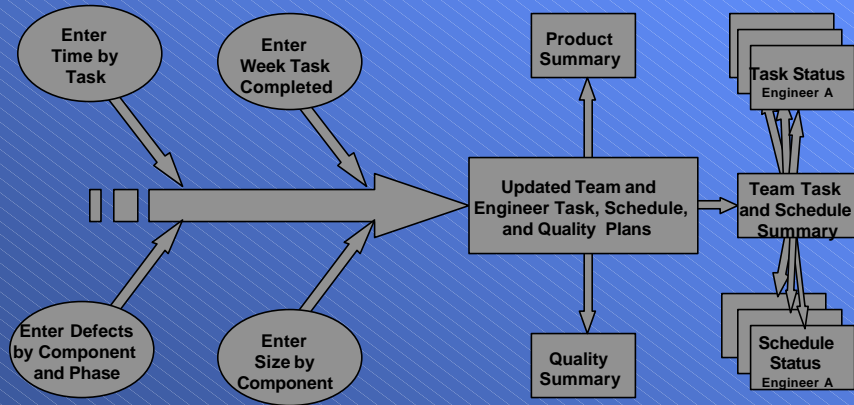 Enter
Time by
Task
Enter
Week Task
Completed
Product
Summary
Task Status
Engineer A
Updated Team and
Engineer Task, Schedule,
and Quality Plans
Team Task
and Schedule
Summary
Enter Defects
by Component
and Phase
Enter
Size by
Component
Quality
Summary
Schedule
Status
Engineer A